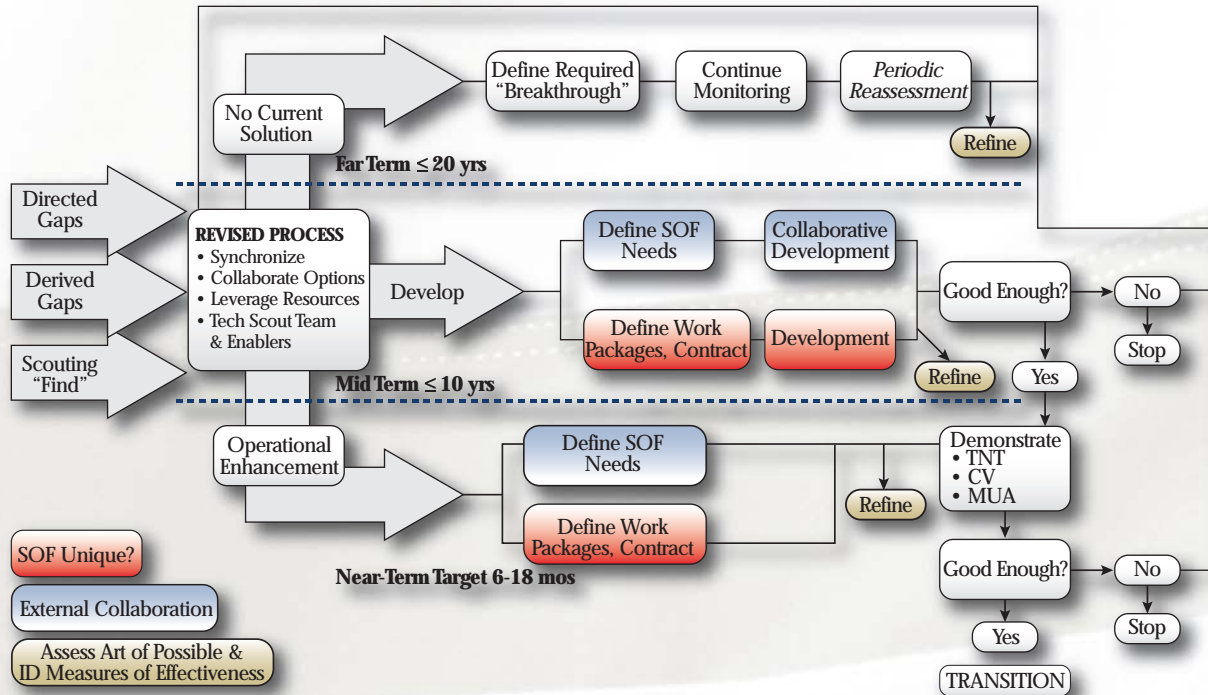 Define Required
"Breakthrough"
Continue
Monitoring
Periodic
Reassessment
No Current
Solution
Refine
Far Term ≤ 20 yrs
Directed
Gaps
Derived
Gaps
Scouting
"Find"
REVISED PROCESS
• Synchronize
• Collaborate Options
• Leverage Resources
• Tech Scout Team
& Enablers
Develop
Define SOF
Needs
Collaborative
Development
Define Work
Packages, Contract
Development
Good Enough?
No
Stop
Refine
Yes
Mid Term ≤ 10 yrs
Operational
Enhancement
Define SOF
Needs
Define Work
Packages, Contract
Refine
Demonstrate
• TNT
• CV
• MUA
Near-Term Target 6-18 mos
Good Enough?
No
Stop
Yes
TRANSITION
SOF Unique?
External Collaboration
Assess Art of Possible &
ID Measures of Effectiveness